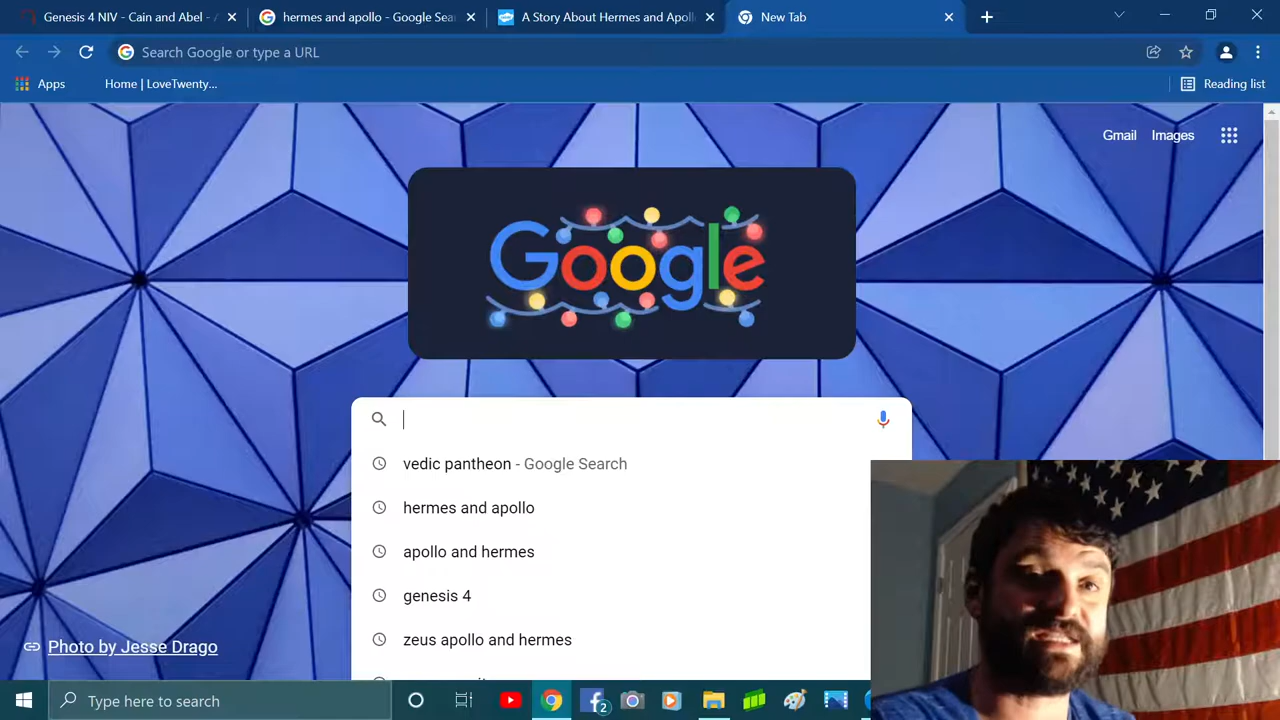 Genesis 4 NIV - Cain and Abel - A
hermes and apollo - Google Sea
A Story About Hermes and Apoll
New Tab
Search Google or type a URL
Apps
Home | LoveTwenty...
Reading list
Gmail
Images
Google
vedic pantheon - Google Search
hermes and apollo
apollo and hermes
genesis 4
zeus apollo and hermes
Photo by Jesse Drago
Type here to search
2